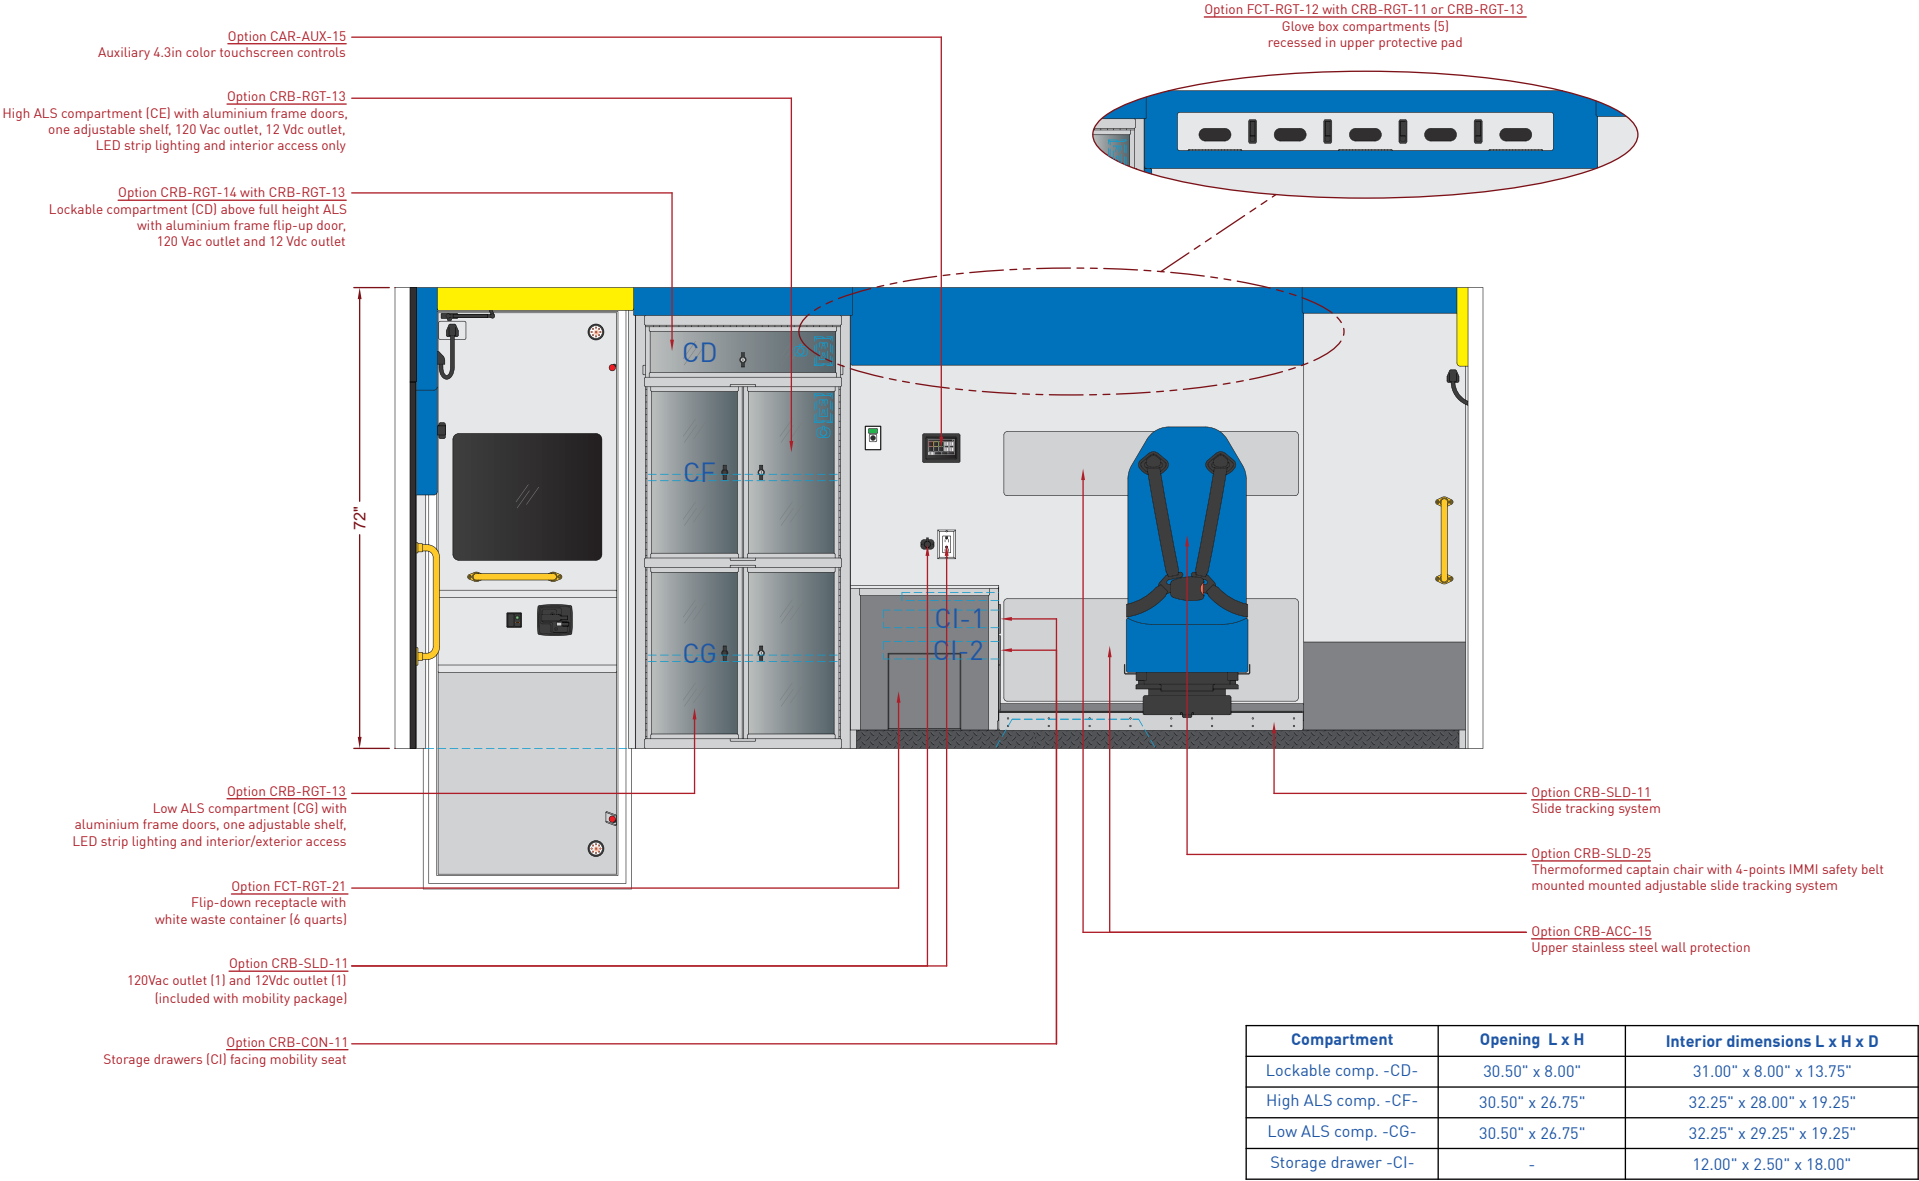 Option FCT-RGT-12 with CRB-RGT-11 or CRB-RGT-13
Glove box compartments (5)
recessed in upper protective pad
Option CAR-AUX-15
Auxiliary 4.3in color touchscreen controls
Option CRB-RGT-13
High ALS compartment (CE) with aluminium frame doors,
one adjustable shelf, 120 Vac outlet, 12 Vdc outlet,
LED strip lighting and interior access only
Option CRB-RGT-14 with CRB-RGT-13
Lockable compartment (CD) above full height ALS
with aluminium frame flip-up door,
120 Vac outlet and 12 Vdc outlet
72"
CD
CF
CG
CI-1
CI-2
Option CRB-RGT-13
Low ALS compartment (CG) with
aluminium frame doors, one adjustable shelf,
LED strip lighting and interior/exterior access
Option FCT-RGT-21
Flip-down receptacle with
white waste container (6 quarts)
Option CRB-SLD-11
120Vac outlet (1) and 12Vdc outlet (1)
(included with mobility package)
Option CRB-CON-11
Storage drawers (CI) facing mobility seat
Option CRB-SLD-11
Slide tracking system
Option CRB-SLD-25
Thermoformed captain chair with 4-points IMMI safety belt
mounted mounted adjustable slide tracking system
Option CRB-ACC-15
Upper stainless steel wall protection
Compartment Opening L x H Interior dimensions L x H x D
Lockable comp. -CD- 30.50" x 8.00" 31.00" x 8.00" x 13.75"
High ALS comp. -CF- 30.50" x 26.75" 32.25" x 28.00" x 19.25"
Low ALS comp. -CG- 30.50" x 26.75" 32.25" x 29.25" x 19.25"
Storage drawer -CI- - 12.00" x 2.50" x 18.00"